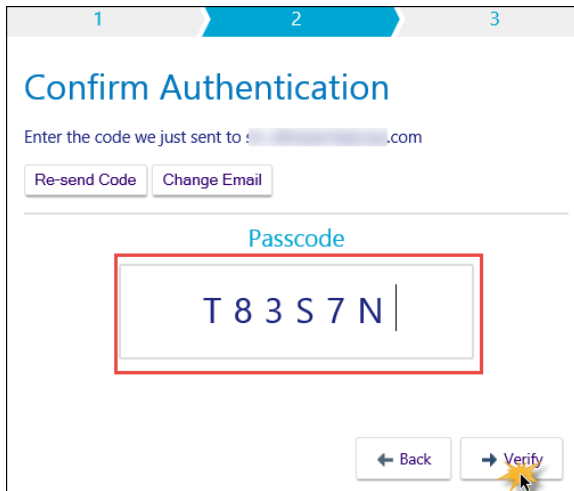 1 2 3
Confirm Authentication
Enter the code we just sent to .com
Re-send Code Change Email
Passcode
T 8 3 S 7 N
Back Verify